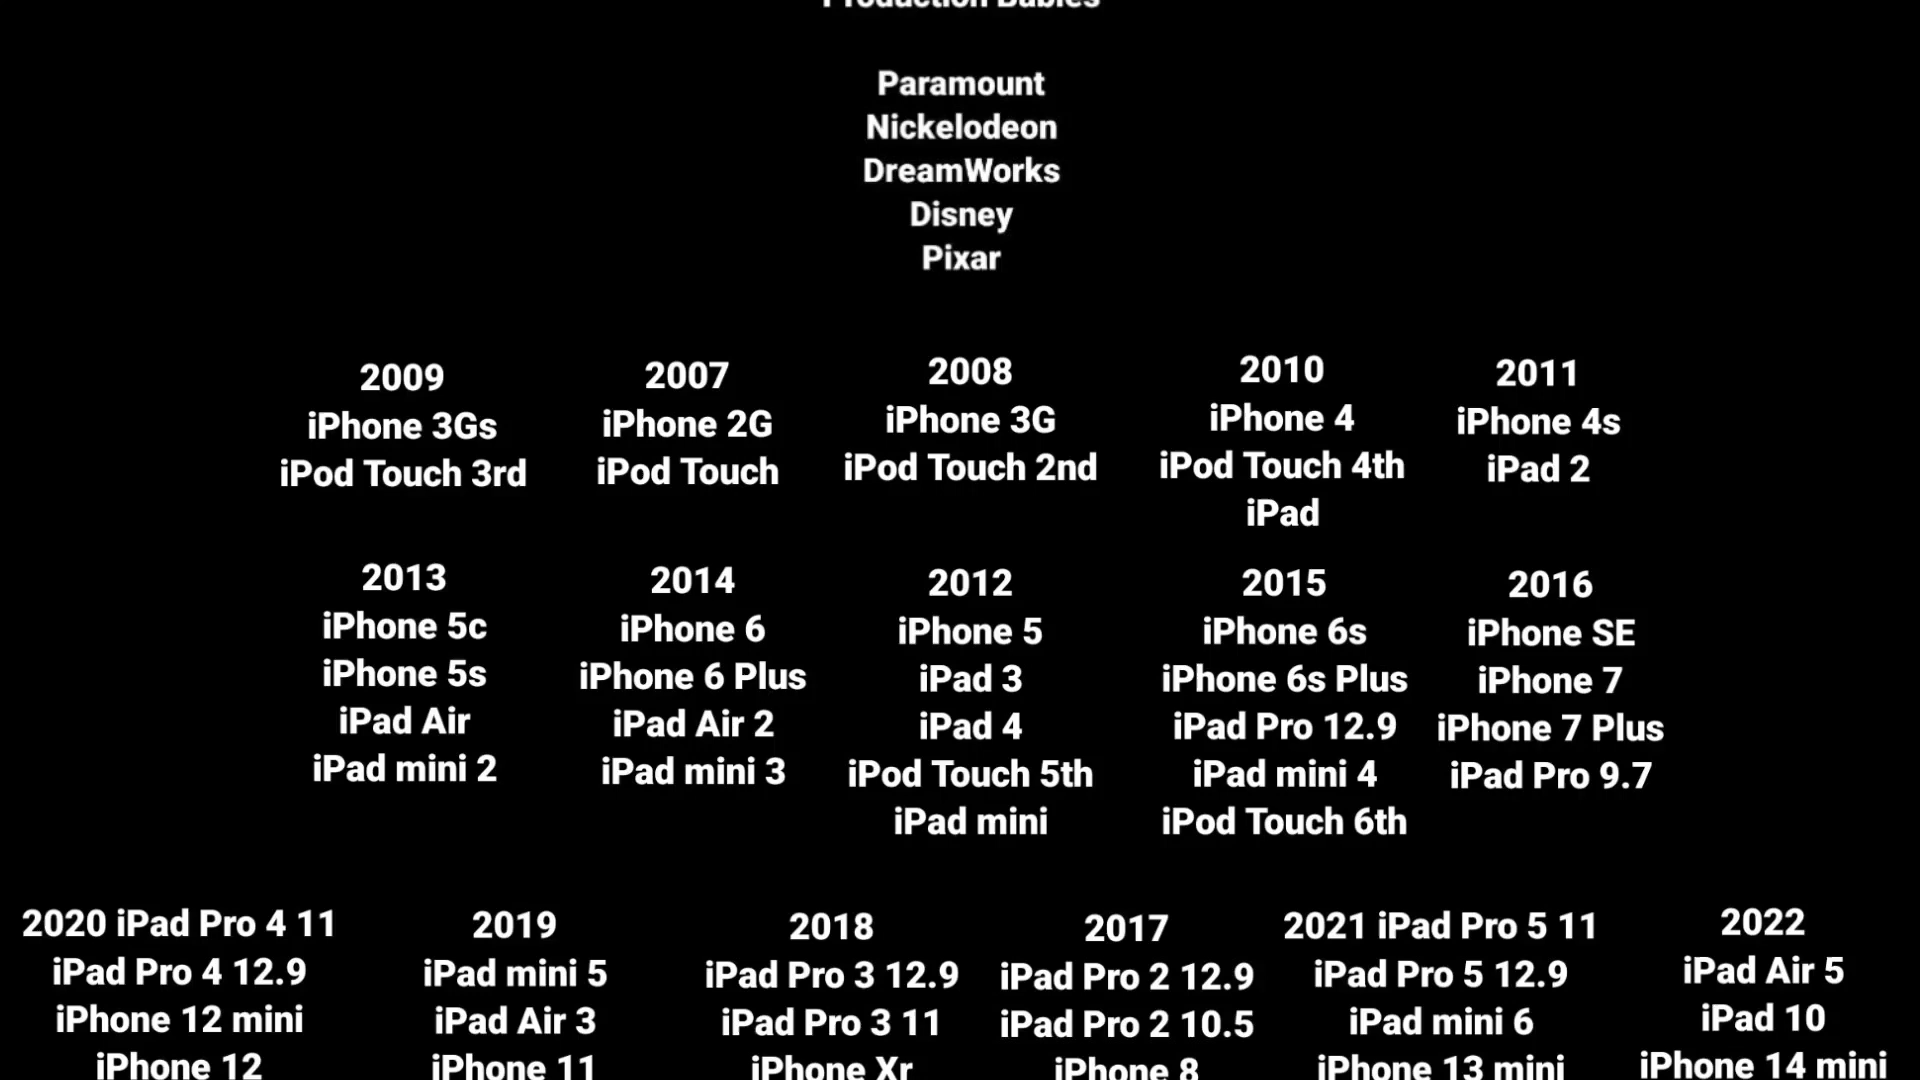 Production Babies
Paramount
Nickelodeon
DreamWorks
Disney
Pixar
2009
iPhone 3Gs
iPod Touch 3rd
2007
iPhone 2G
iPod Touch
2008
iPhone 3G
iPod Touch 2nd
2010
iPhone 4
iPod Touch 4th
iPad
2011
iPhone 4s
iPad 2
2013
iPhone 5c
iPhone 5s
iPad Air
iPad mini 2
2014
iPhone 6
iPhone 6 Plus
iPad Air 2
iPad mini 3
2012
iPhone 5
iPad 3
iPad 4
iPod Touch 5th
iPad mini
2015
iPhone 6s
iPhone 6s Plus
iPad Pro 12.9
iPad mini 4
iPod Touch 6th
2016
iPhone SE
iPhone 7
iPhone 7 Plus
iPad Pro 9.7
2020 iPad Pro 4 11
iPad Pro 4 12.9
iPhone 12 mini
iPhone 12
2019
iPad mini 5
iPad Air 3
iPhone 11
2018
iPad Pro 3 12.9
iPad Pro 3 11
iPhone Xr
2017
iPad Pro 2 12.9
iPad Pro 2 10.5
iPhone 8
2021 iPad Pro 5 11
iPad Pro 5 12.9
iPad mini 6
iPhone 13 mini
2022
iPad Air 5
iPad 10
iPhone 14 mini